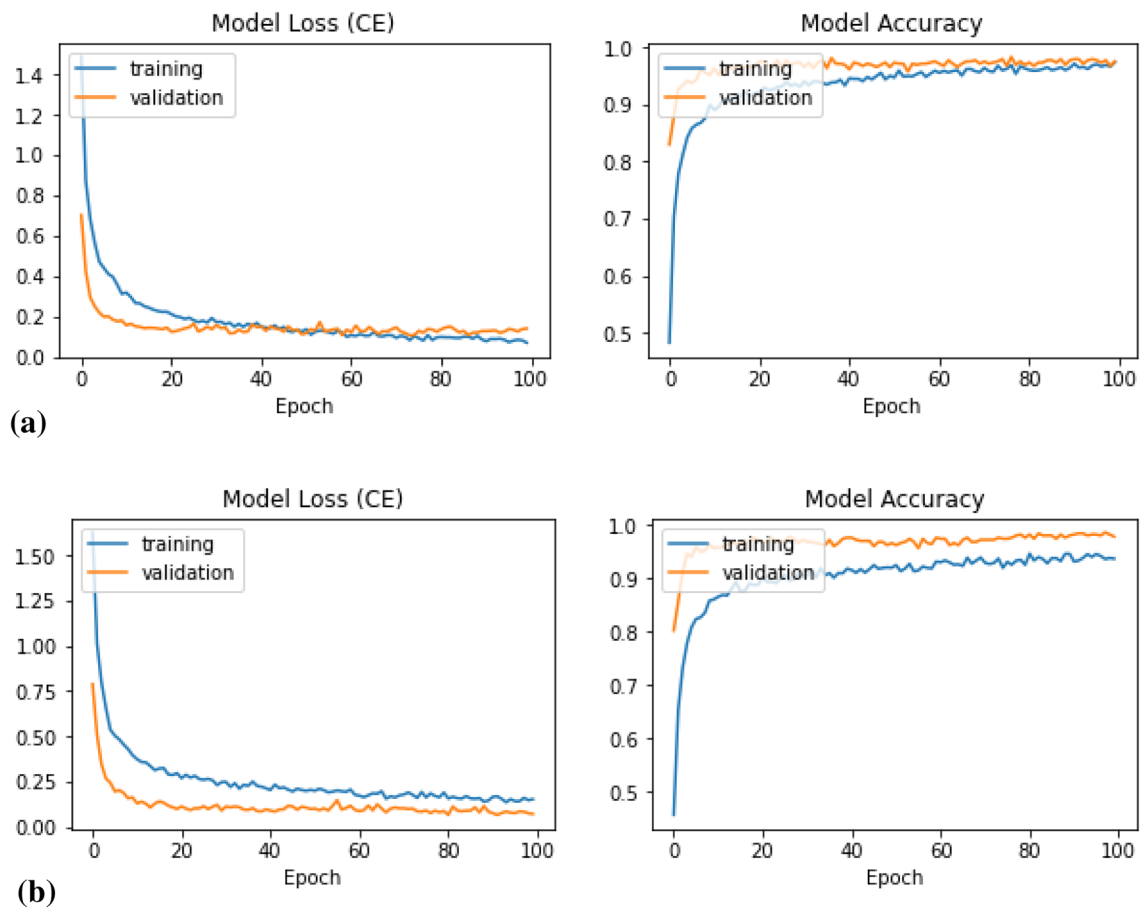 Model Loss (CE)
training
validation
1.4
1.2
1.0
0.8
0.6
0.4
0.2
0.0
0 20 40 60 80 100
Epoch
Model Accuracy
training
validation
1.0
0.9
0.8
0.7
0.6
0.5
0 20 40 60 80 100
Epoch
(a)
Model Loss (CE)
training
validation
1.50
1.25
1.00
0.75
0.50
0.25
0.00
0 20 40 60 80 100
Epoch
Model Accuracy
training
validation
1.0
0.9
0.8
0.7
0.6
0.5
0 20 40 60 80 100
Epoch
(b)